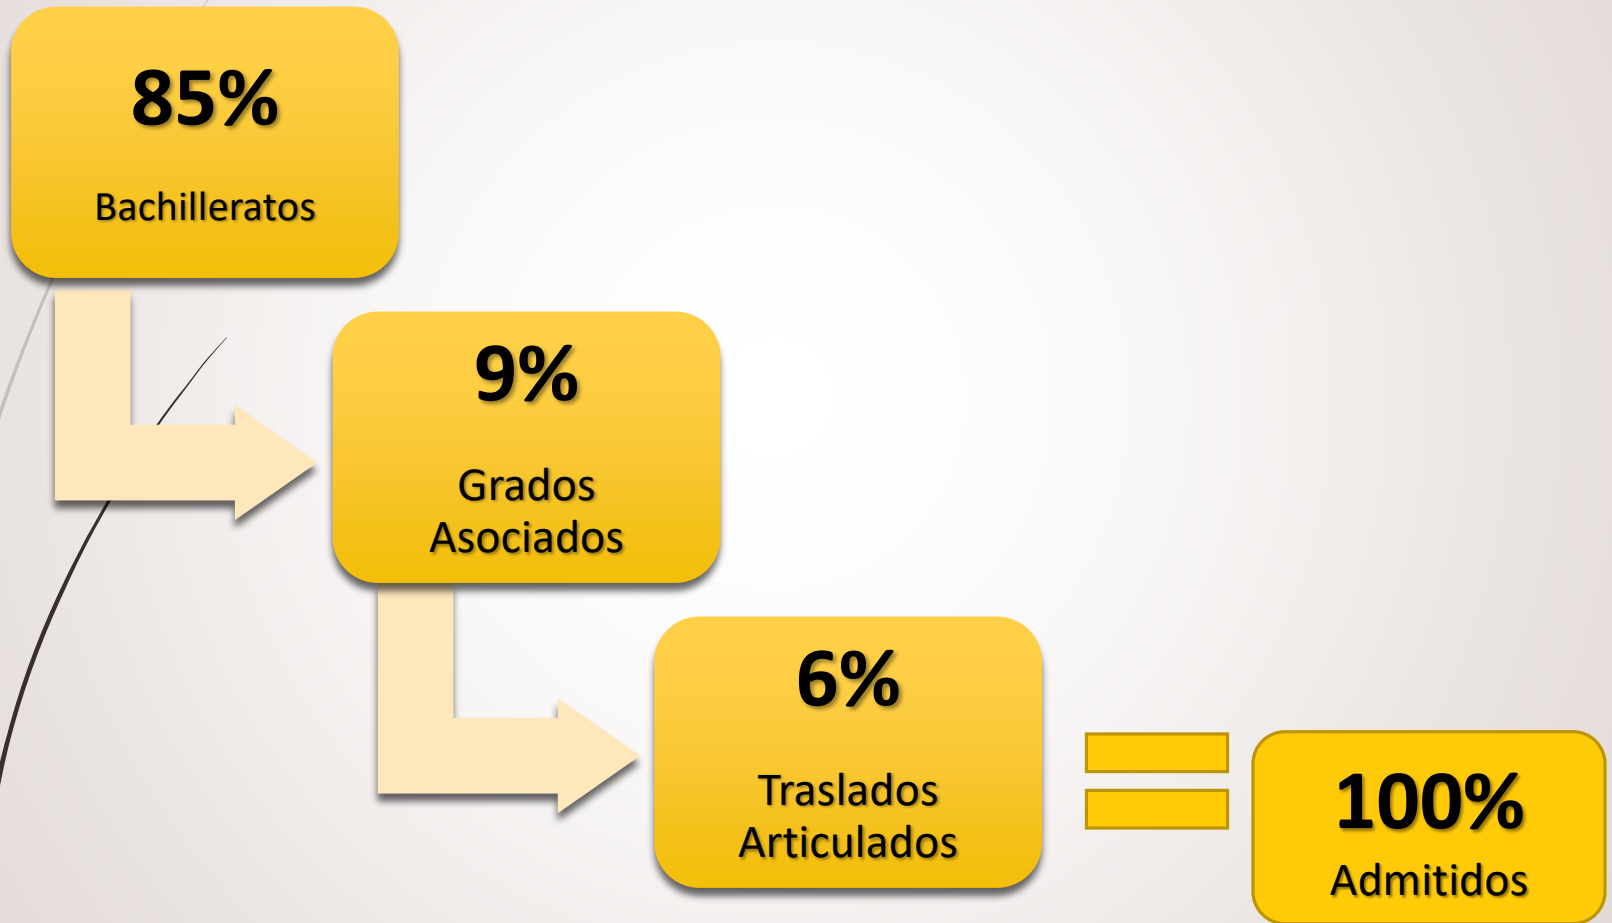 85%
Bachilleratos
9%
Grados
Asociados
6%
Traslados
Articulados
100%
Admitidos